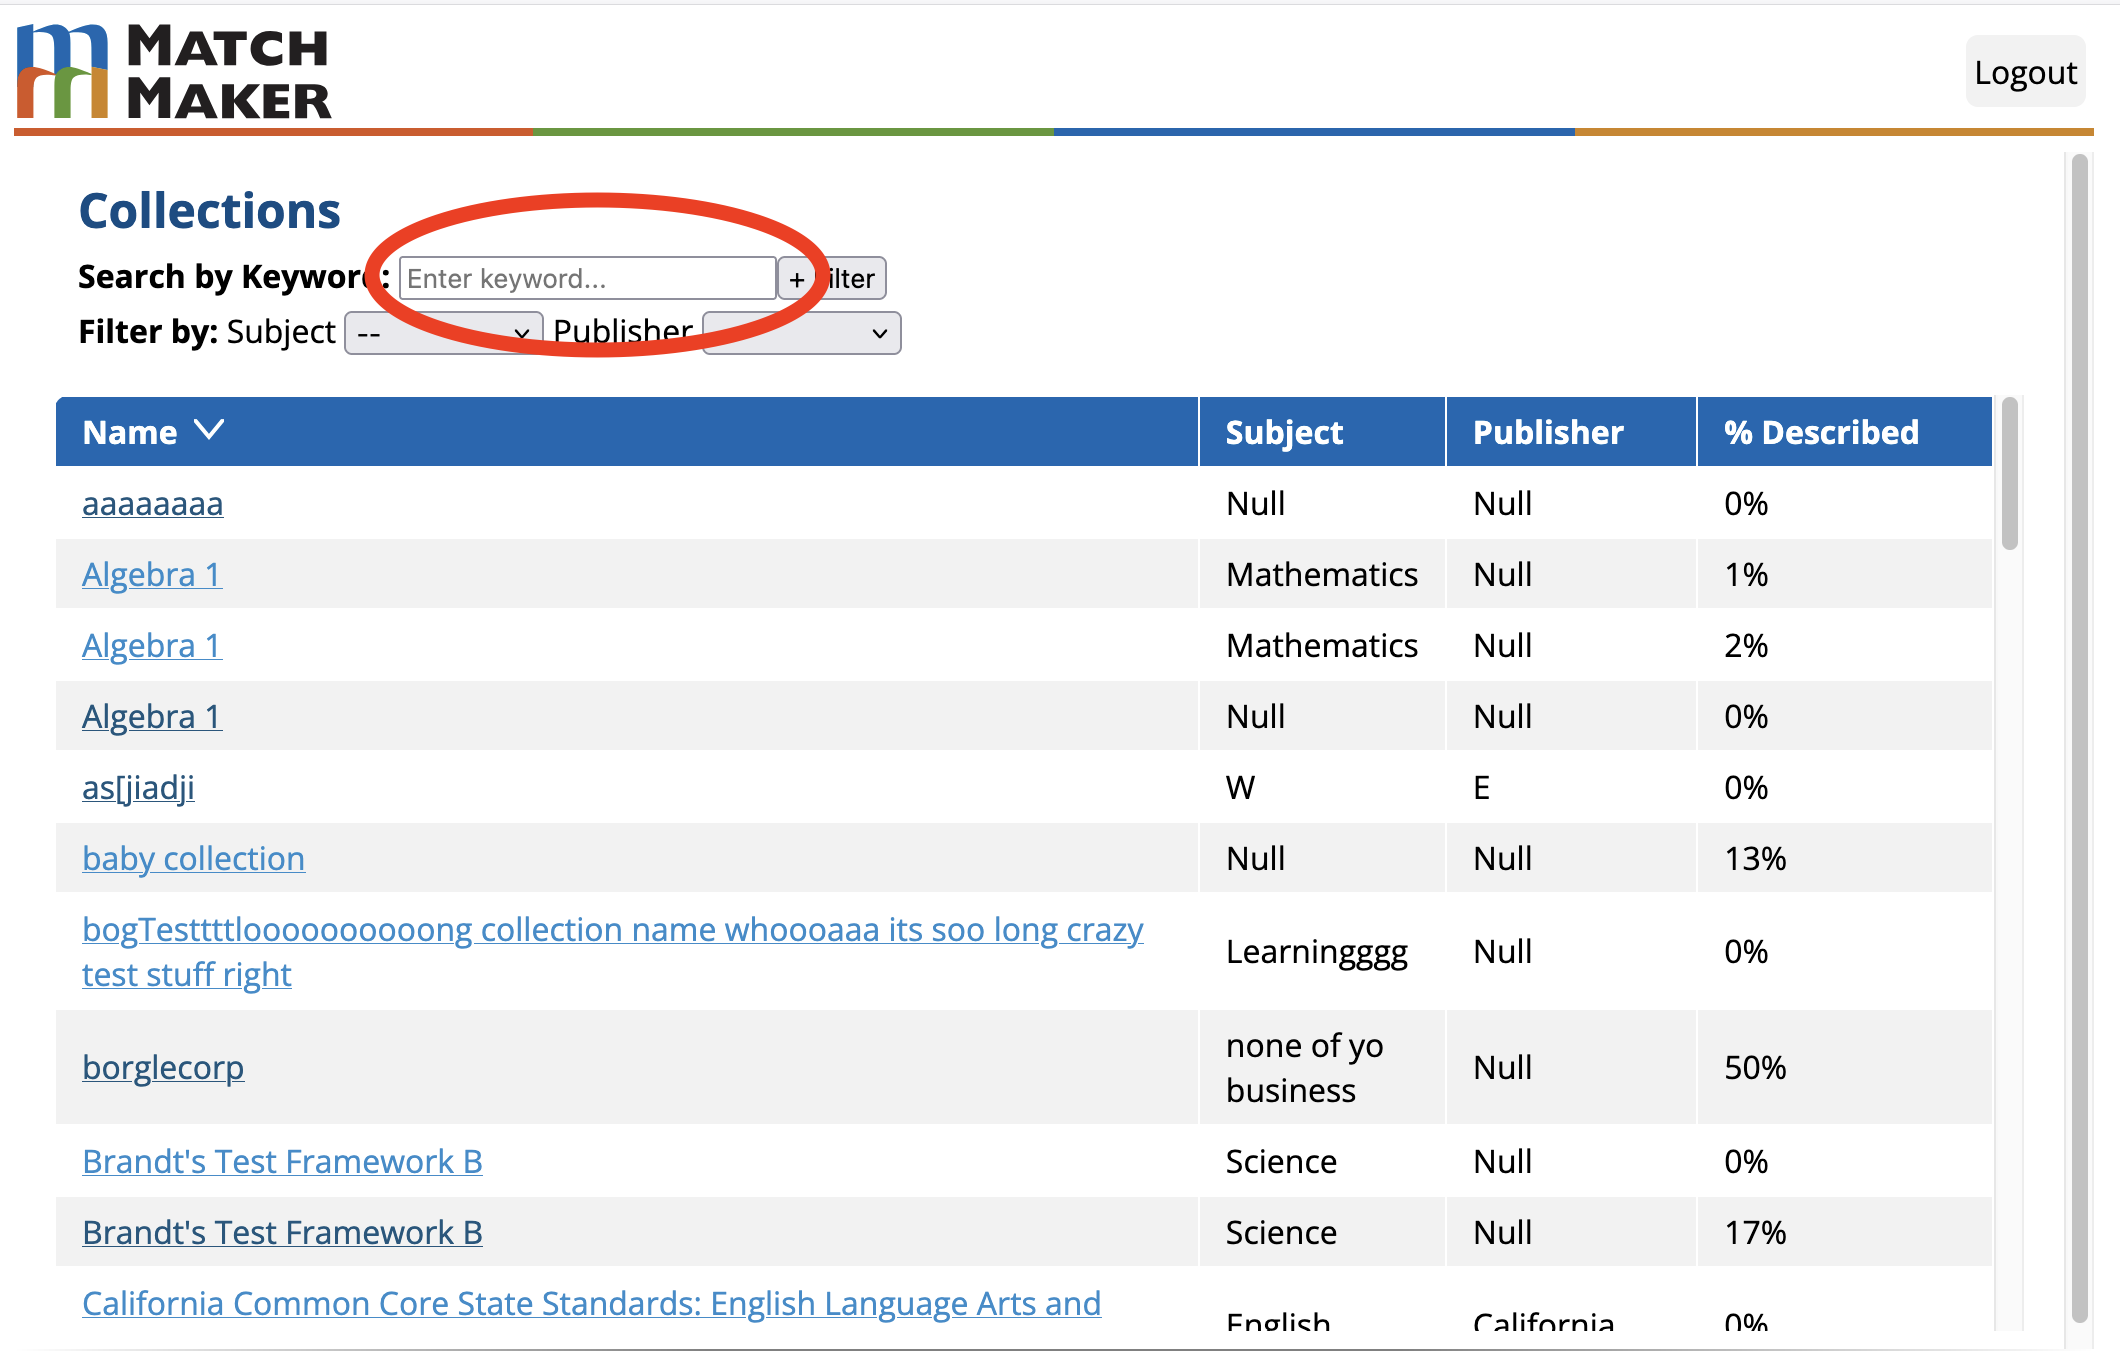 MATCH
MAKER
Logout
Collections
Search by Keyword: Enter keyword... + Filter
Filter by: Subject -- Publisher
Name Subject Publisher % Described
aaaaaaaa Null Null 0%
Algebra 1 Mathematics Null 1%
Algebra 1 Mathematics Null 2%
Algebra 1 Null Null 0%
as[jiadji W E 0%
baby collection Null Null 13%
bogTesttttloooooooooong collection name whoooaaa its soo long crazy
test stuff right
Learningggg Null 0%
borglecorp
none of yo
business
Null 50%
Brandt's Test Framework B Science Null 0%
Brandt's Test Framework B Science Null 17%
California Common Core State Standards: English Language Arts and
English California 0%